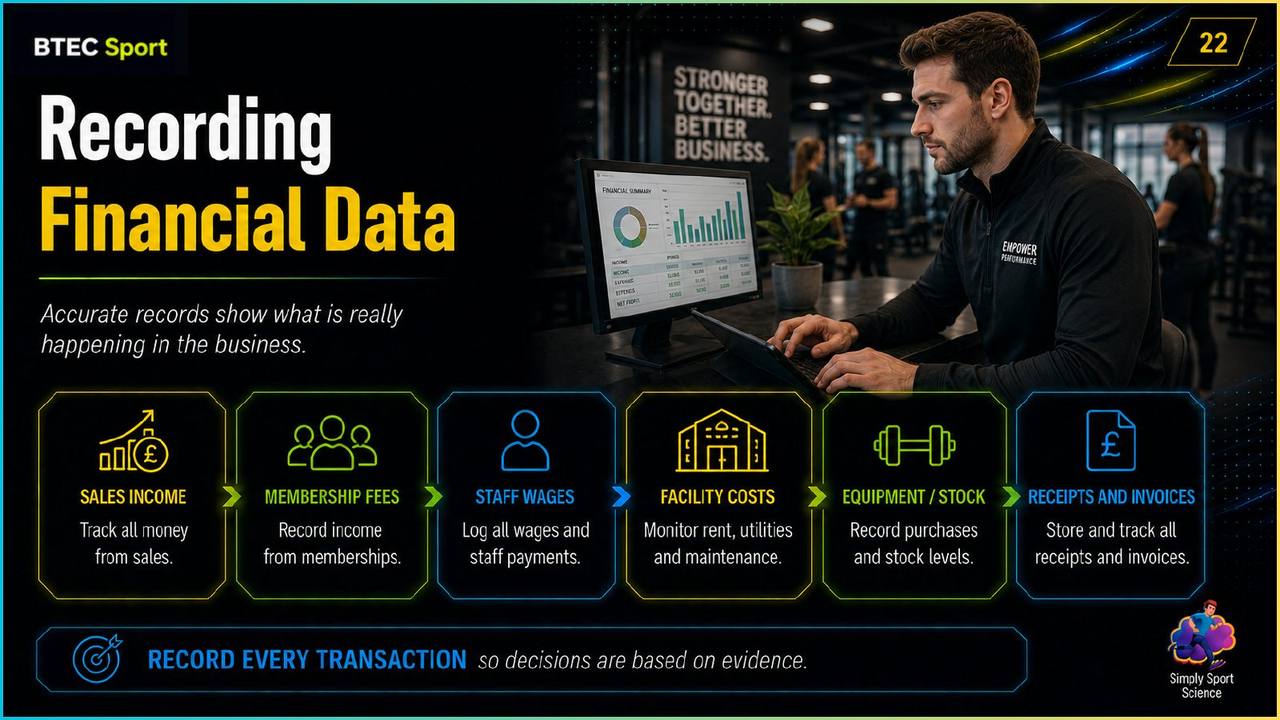 BTEC Sport
22
Recording
Financial Data
Accurate records show what is really
happening in the business.
STRONGER
TOGETHER.
BETTER
BUSINESS.
FINANCIAL SUMMARY
EMPOWER
PERFORMANCE
SALES INCOME
Track all money
from sales.
MEMBERSHIP FEES
Record income
from memberships.
STAFF WAGES
Log all wages and
staff payments.
FACILITY COSTS
Monitor rent, utilities
and maintenance.
EQUIPMENT / STOCK
Record purchases
and stock levels.
£
RECEIPTS AND INVOICES
Store and track all
receipts and invoices.
RECORD EVERY TRANSACTION so decisions are based on evidence.
Simply Sport
Science